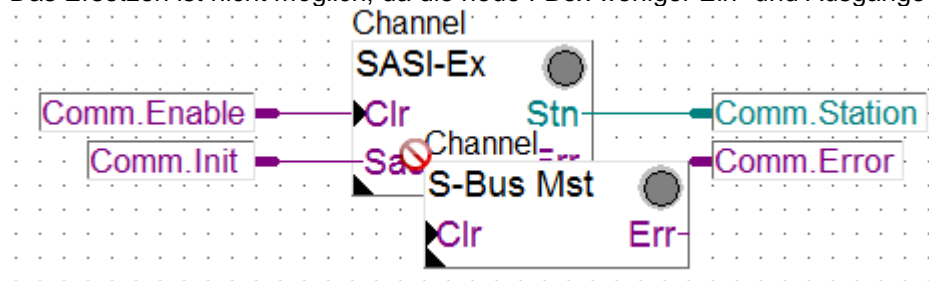 Das Ersetzen ist nicht möglich, da die neue FBox weniger Ein- und Ausgänge
Channel
SASI-Ex
Comm.Enable Clr Stn Comm.Station
Channel
Comm.Init Err Comm.Error
S-Bus Mst
Clr Err